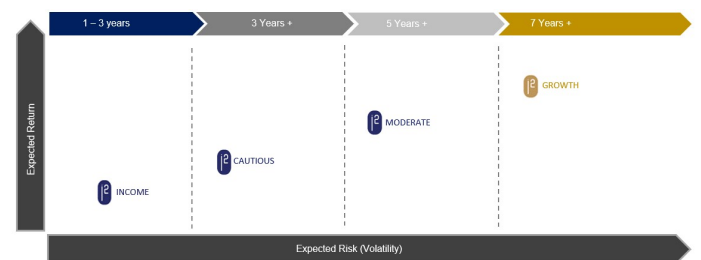 1 – 3 years
3 Years +
5 Years +
7 Years +
Expected Return
GROWTH
MODERATE
CAUTIOUS
INCOME
Expected Risk (Volatility)